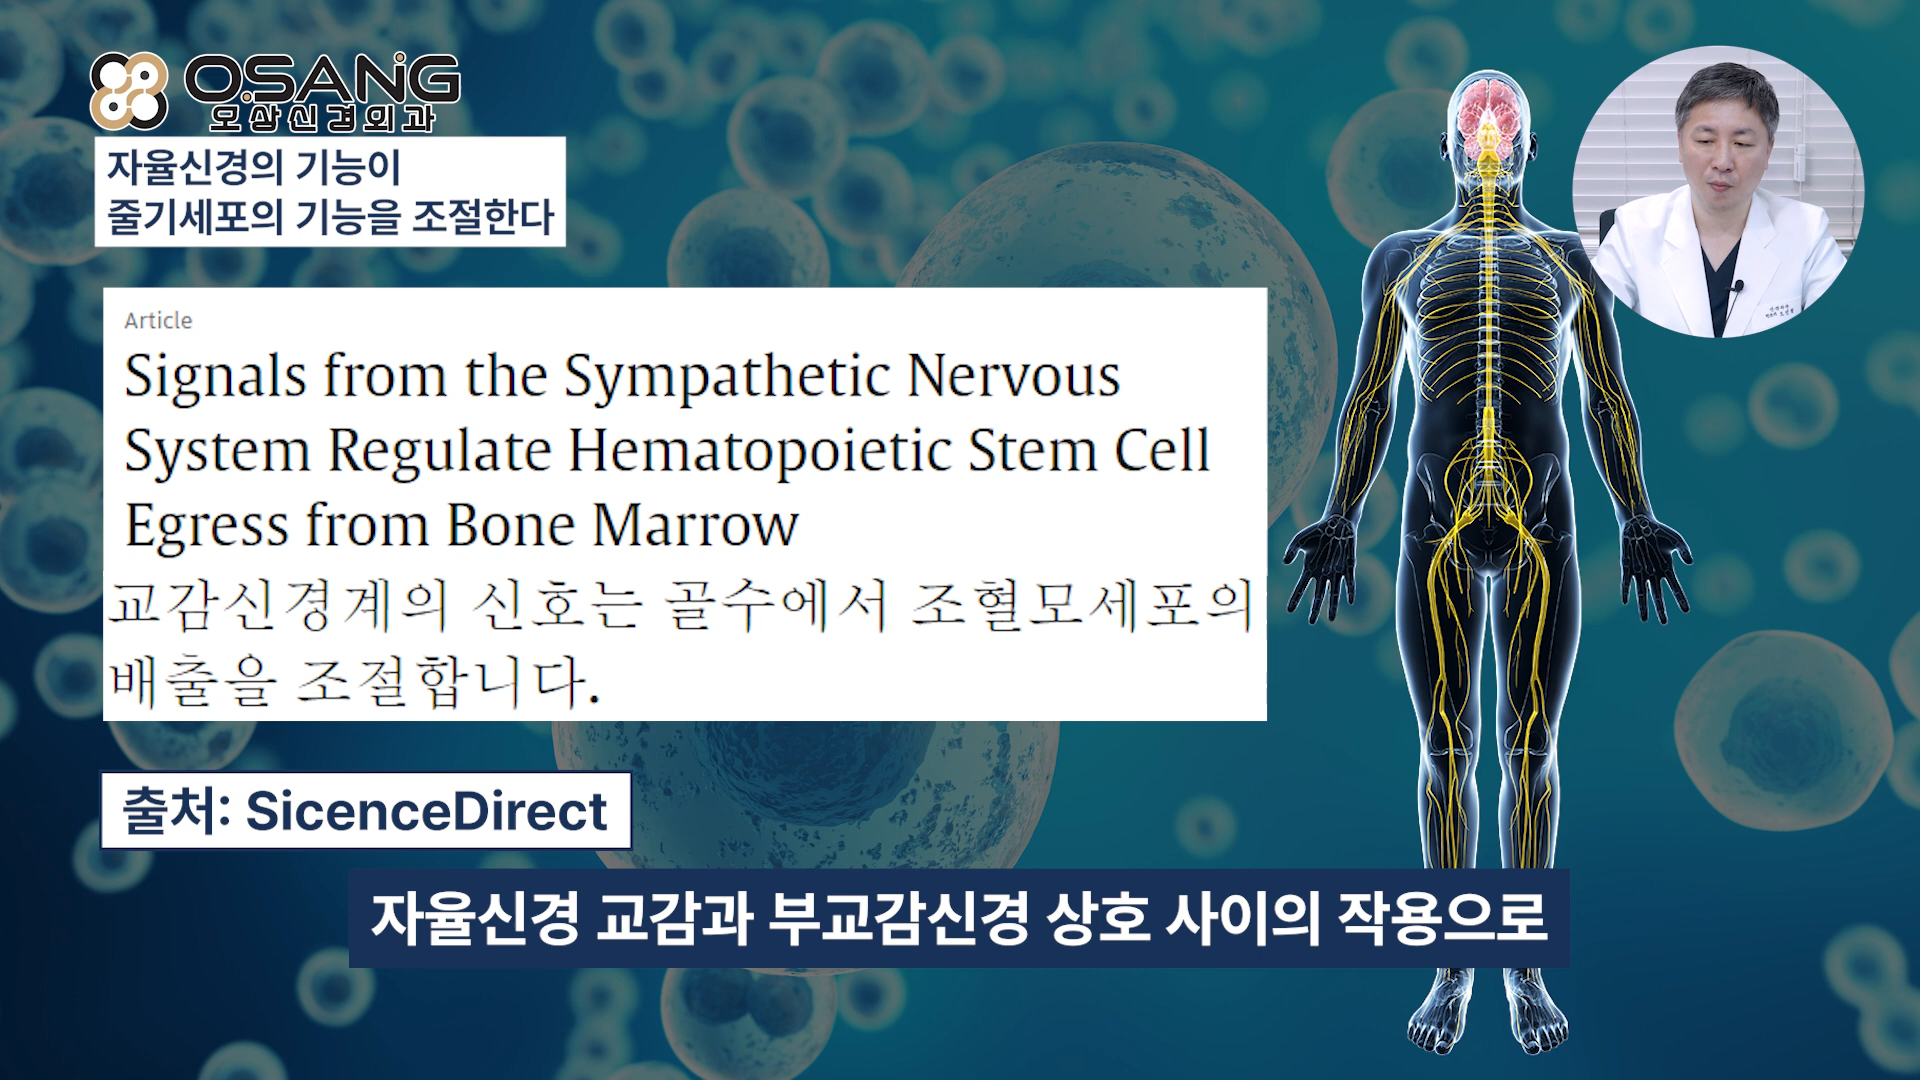 O.SANG
오상신경외과
자율신경의 기능이
줄기세포의 기능을 조절한다
Article
Signals from the Sympathetic Nervous
System Regulate Hematopoietic Stem Cell
Egress from Bone Marrow
교감신경계의 신호는 골수에서 조혈모세포의
배출을 조절합니다.
출처: SicenceDirect
자율신경 교감과 부교감신경 상호 사이의 작용으로